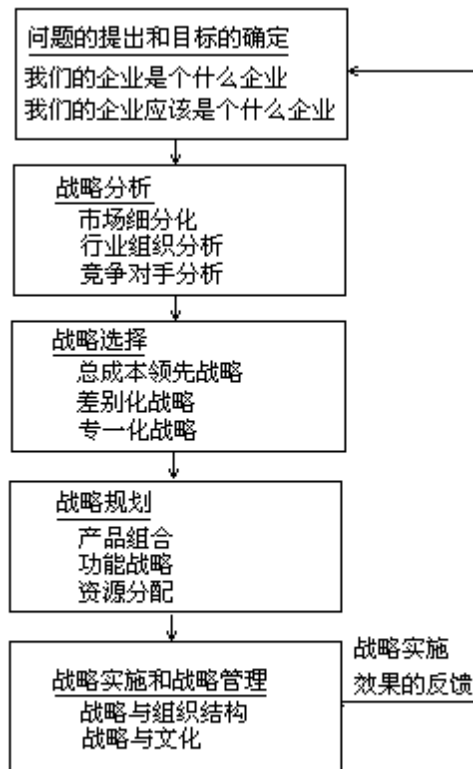 问题的提出和目标的确定
我们的企业是个什么企业
我们的企业应该是个什么企业
战略分析
市场细分化
行业组织分析
竞争对手分析
战略选择
总成本领先战略
差别化战略
专一化战略
战略规划
产品组合
功能战略
资源分配
战略实施和战略管理
战略与组织结构
战略与文化
战略实施
效果的反馈